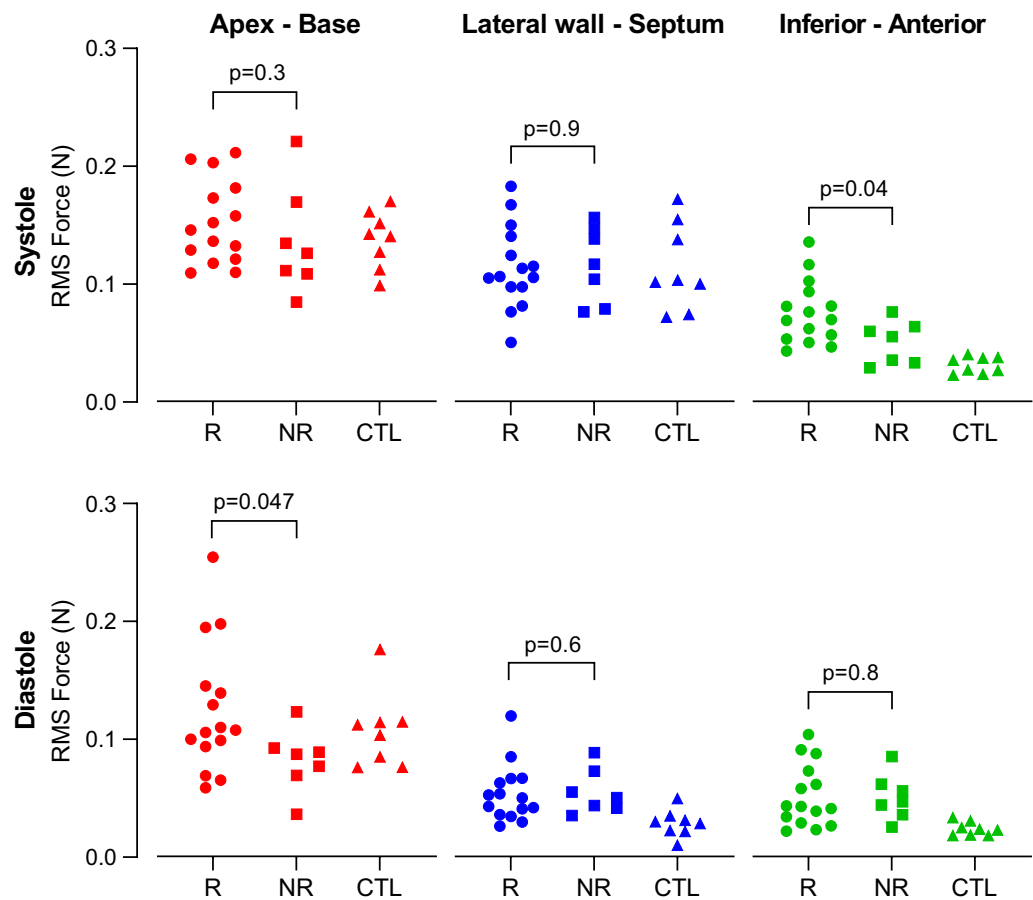 Apex - Base Lateral wall - Septum Inferior - Anterior
Systole
RMS Force (N)
0.3
0.2
0.1
0.0
p=0.3
p=0.9
p=0.04
R NR CTL R NR CTL R NR CTL
Diastole
RMS Force (N)
0.3
0.2
0.1
0.0
p=0.047
p=0.6
p=0.8
R NR CTL R NR CTL R NR CTL